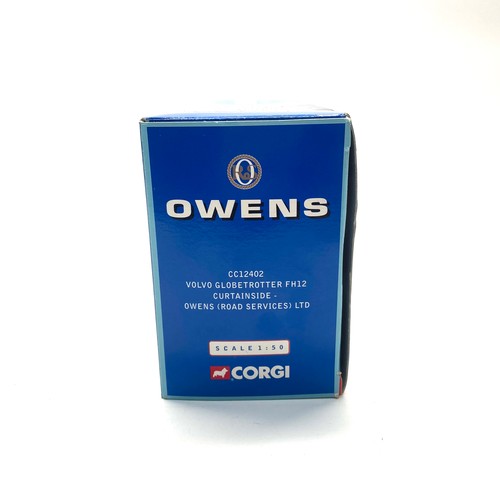 OWENS
CC12402
VOLVO GLOBETROTTER FH12
CURTAINSIDE -
OWENS (ROAD SERVICES) LTD
SCALE 1:50
CORGI